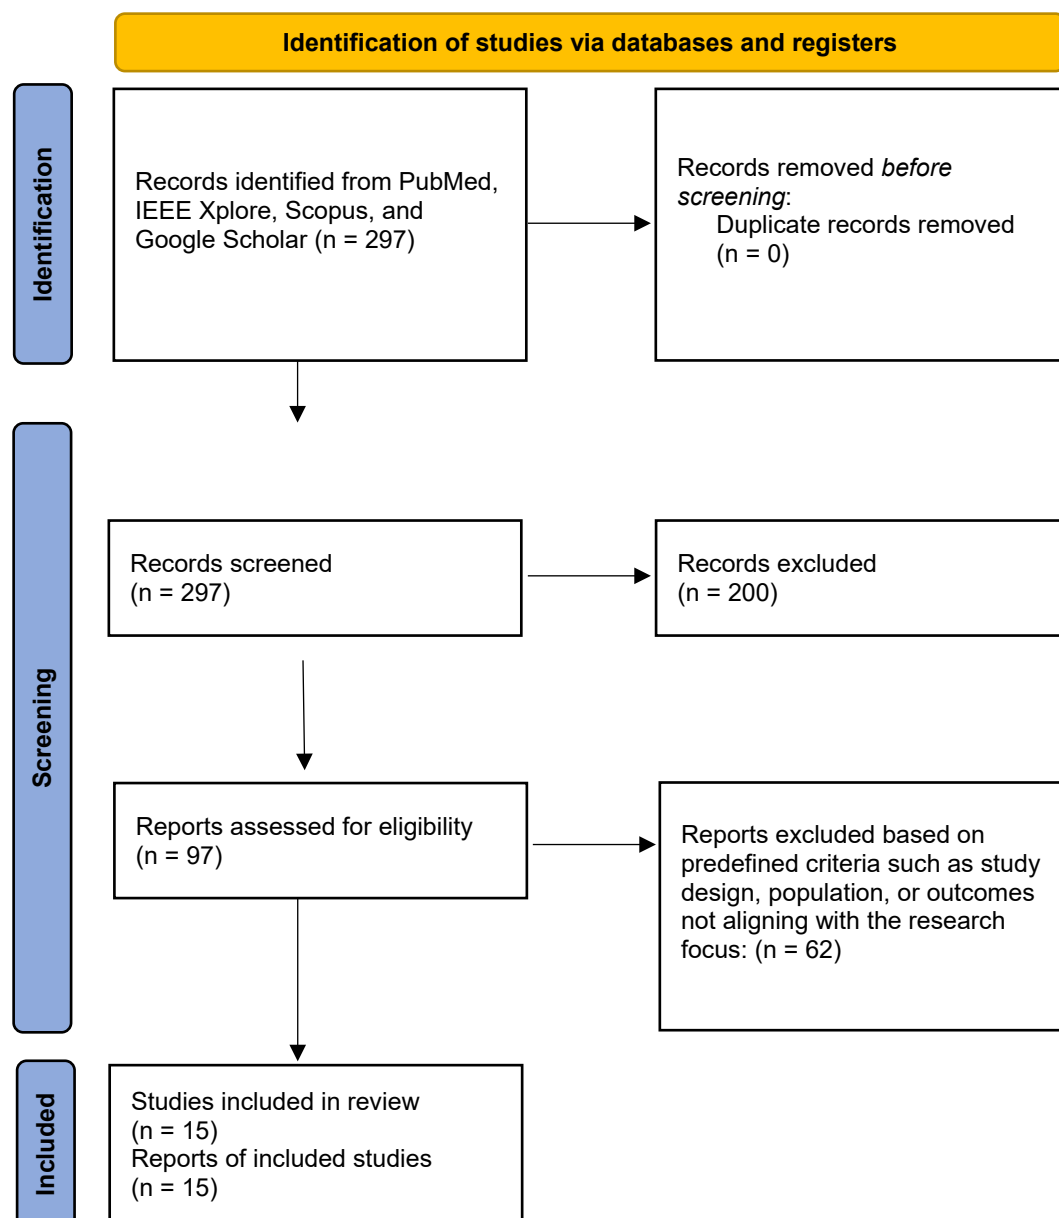 Identification of studies via databases and registers
Identification
Records identified from PubMed,
IEEE Xplore, Scopus, and
Google Scholar (n = 297)
Records removed before
screening:
Duplicate records removed
(n = 0)
Screening
Records screened
(n = 297)
Records excluded
(n = 200)
Reports assessed for eligibility
(n = 97)
Reports excluded based on
predefined criteria such as study
design, population, or outcomes
not aligning with the research
focus: (n = 62)
Included
Studies included in review
(n = 15)
Reports of included studies
(n = 15)